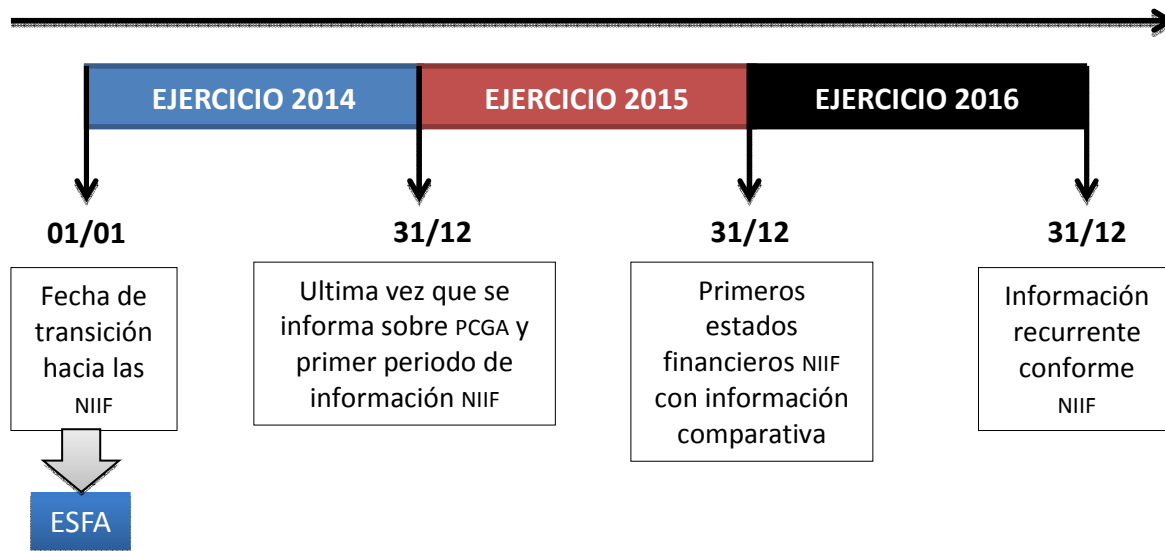 EJERCICIO 2014
EJERCICIO 2015
EJERCICIO 2016
01/01
31/12
31/12
31/12
Fecha de
transición
hacia las
NIIF
Ultima vez que se
informa sobre PCGA y
primer periodo de
información NIIF
Primeros
estados
financieros NIIF
con información
comparativa
Información
recurrente
conforme
NIIF
ESFA